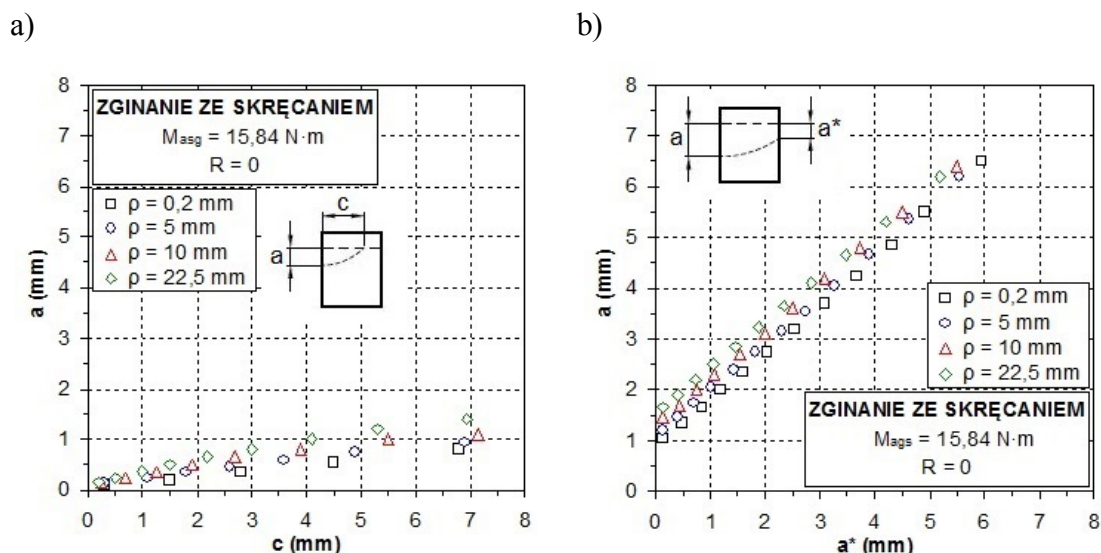 a)
b)
8
7
6
5
4
3
2
1
0
a (mm)
ZGINANIE ZE SKRĘCANIEM
Masg = 15,84 N·m
R = 0
ρ = 0,2 mm
ρ = 5 mm
ρ = 10 mm
ρ = 22,5 mm
c
a
0 1 2 3 4 5 6 7 8
c (mm)
8
7
6
5
4
3
2
1
0
a (mm)
a
a*
ρ = 0,2 mm
ρ = 5 mm
ρ = 10 mm
ρ = 22,5 mm
ZGINANIE ZE SKRĘCANIEM
Mags = 15,84 N·m
R = 0
0 1 2 3 4 5 6 7 8
a* (mm)